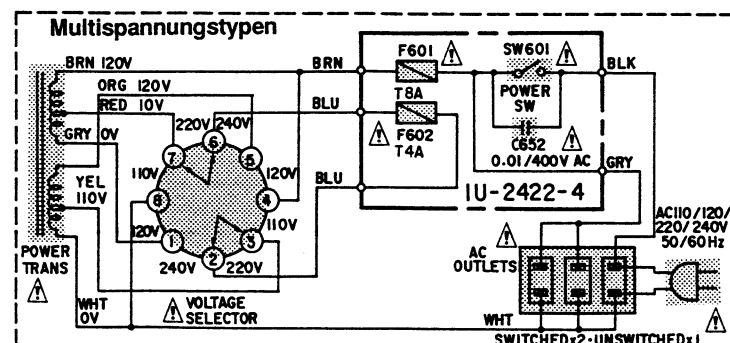 Multispannungstypen
BRN 120V
BRN
F601
SW601
BLK
ORG 120V
T8A
POWER
SW
RED 10V
BLU
220V
240V
6
F602
T4A
C652
GRY 0V
7
5
0.01/400V AC
GRY
110V
120V
BLU
IU-2422-4
YEL
110V
8
4
120V
110V
AC110/120/
220/240V
50/60Hz
1
2
3
POWER
TRANS
240V
220V
AC
OUTLETS
WHT
0V
VOLTAGE
SELECTOR
WHT
SWITCHEDx2·UNSWITCHEDx1